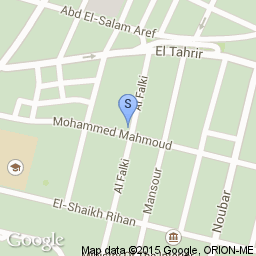 Abd El-Salam Aref
El Tahrir
Al Falki
S
Mohammed Mahmoud
Al Falki
Mansour
Noubar
El-Shaikh Rihan
Google
Map data ©2015 Google, ORION-ME